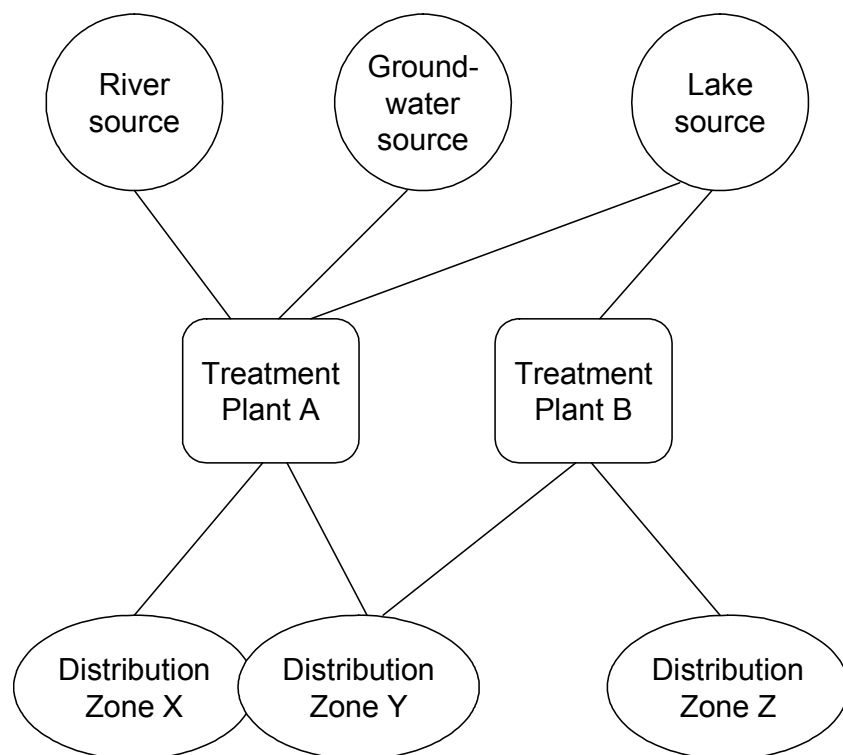 River
source
Ground-
water
source
Lake
source
Treatment
Plant A
Treatment
Plant B
Distribution
Zone X
Distribution
Zone Y
Distribution
Zone Z